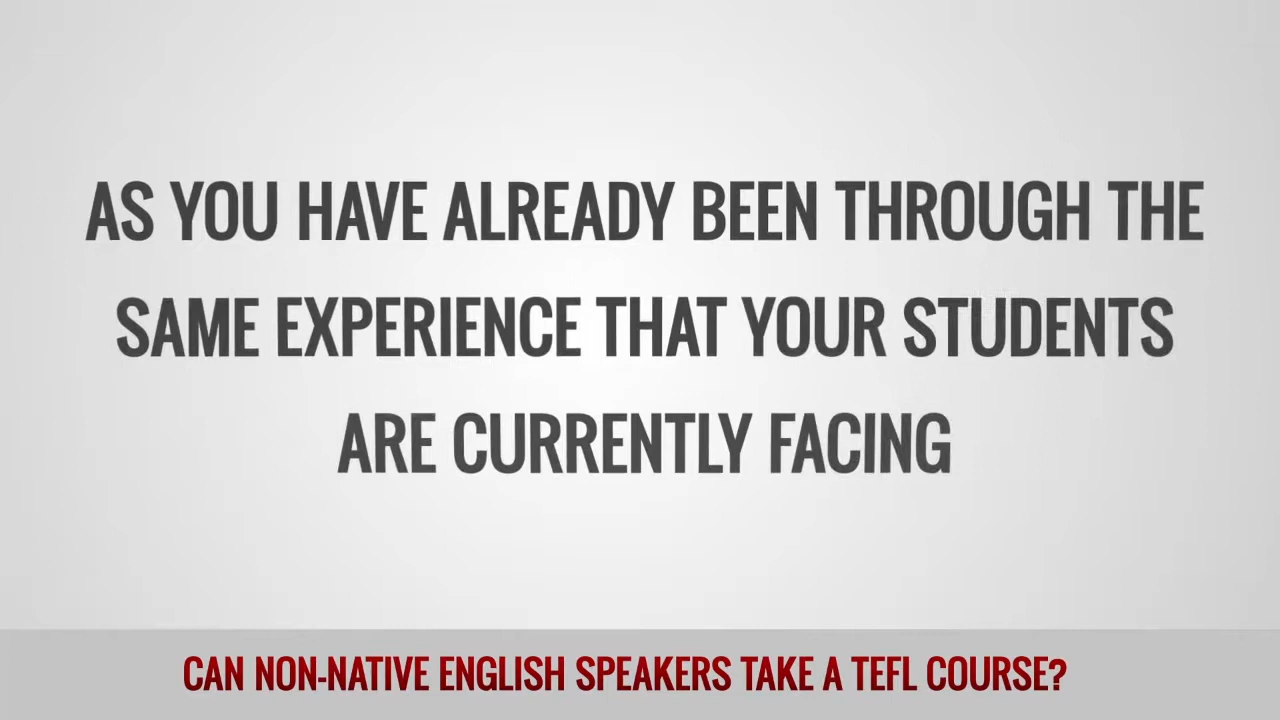 AS YOU HAVE ALREADY BEEN THROUGH THE
SAME EXPERIENCE THAT YOUR STUDENTS
ARE CURRENTLY FACING
CAN NON-NATIVE ENGLISH SPEAKERS TAKE A TEFL COURSE?